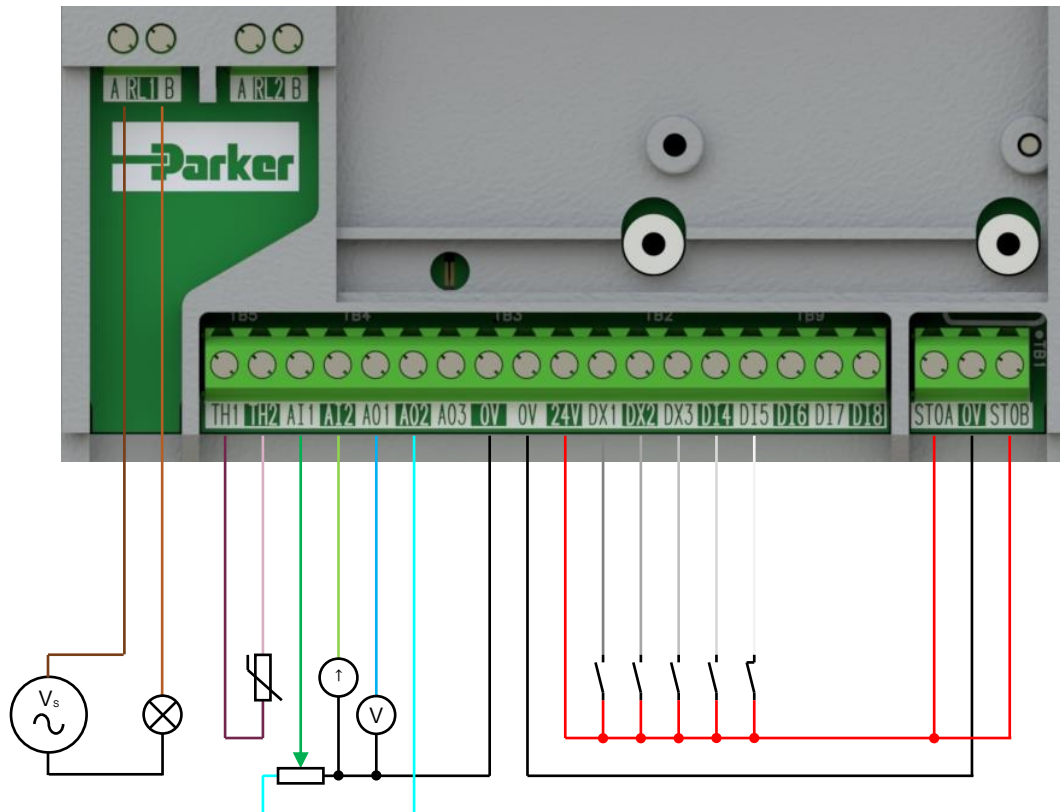 A RL1 B
A RL2 B
Parker
TB5 TB4 TB3 TB2 TB9
TB1
TH1 TH2 AI1 AI2 AO1 AO2 AO3 0V 0V 24V DX1 DX2 DX3 DI4 DI5 DI6 DI7 DI8
STOA 0V STOB
Vs
↑
V